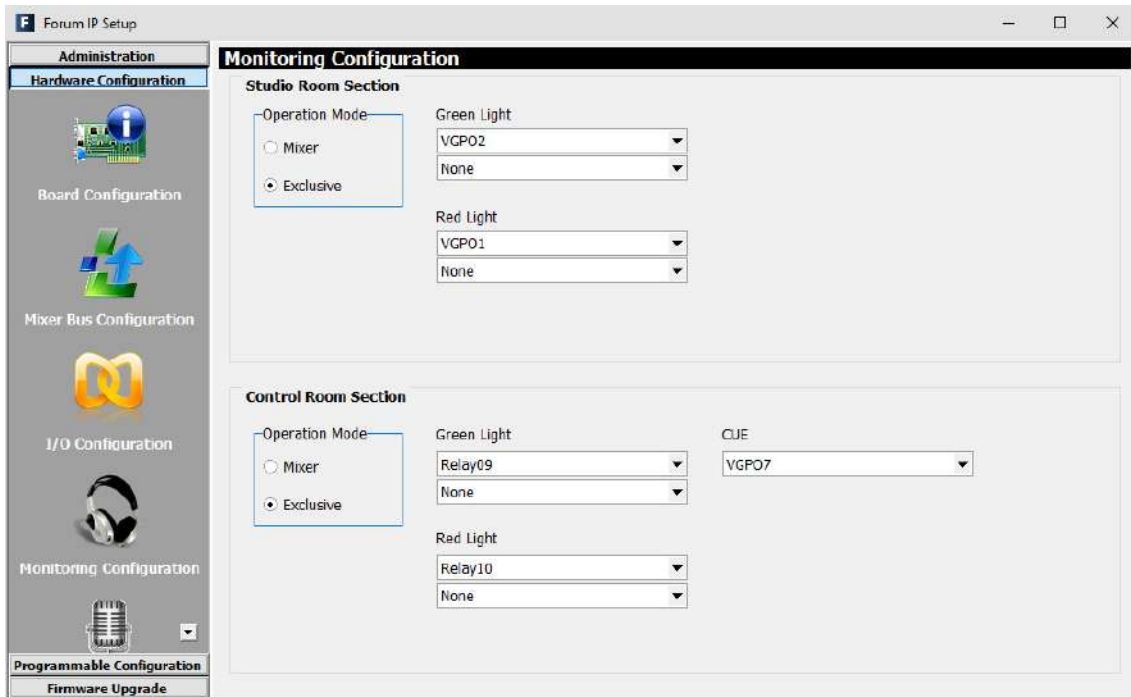 Forum IP Setup
Administration
Hardware Configuration
Board Configuration
Mixer Bus Configuration
I/O Configuration
Monitoring Configuration
Programmable Configuration
Firmware Upgrade
Monitoring Configuration
Studio Room Section
Operation Mode
Mixer
Exclusive
Green Light
VGPO2
None
Red Light
VGPO1
None
Control Room Section
Operation Mode
Mixer
Exclusive
Green Light
Relay09
None
Red Light
Relay10
None
CUE
VGPO7